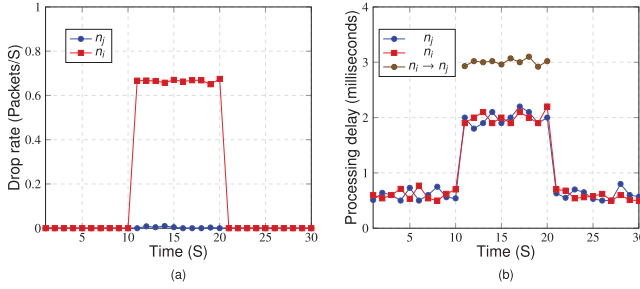 Drop rate (Packets/S)
1
0.8
0.6
0.4
0.2
0
5 10 15 20 25 30
Time (S)
n_j
n_i
(a)
Processing delay (milliseconds)
4
3
2
1
0
5 10 15 20 25 30
Time (S)
n_j
n_i
n_i → n_j
(b)